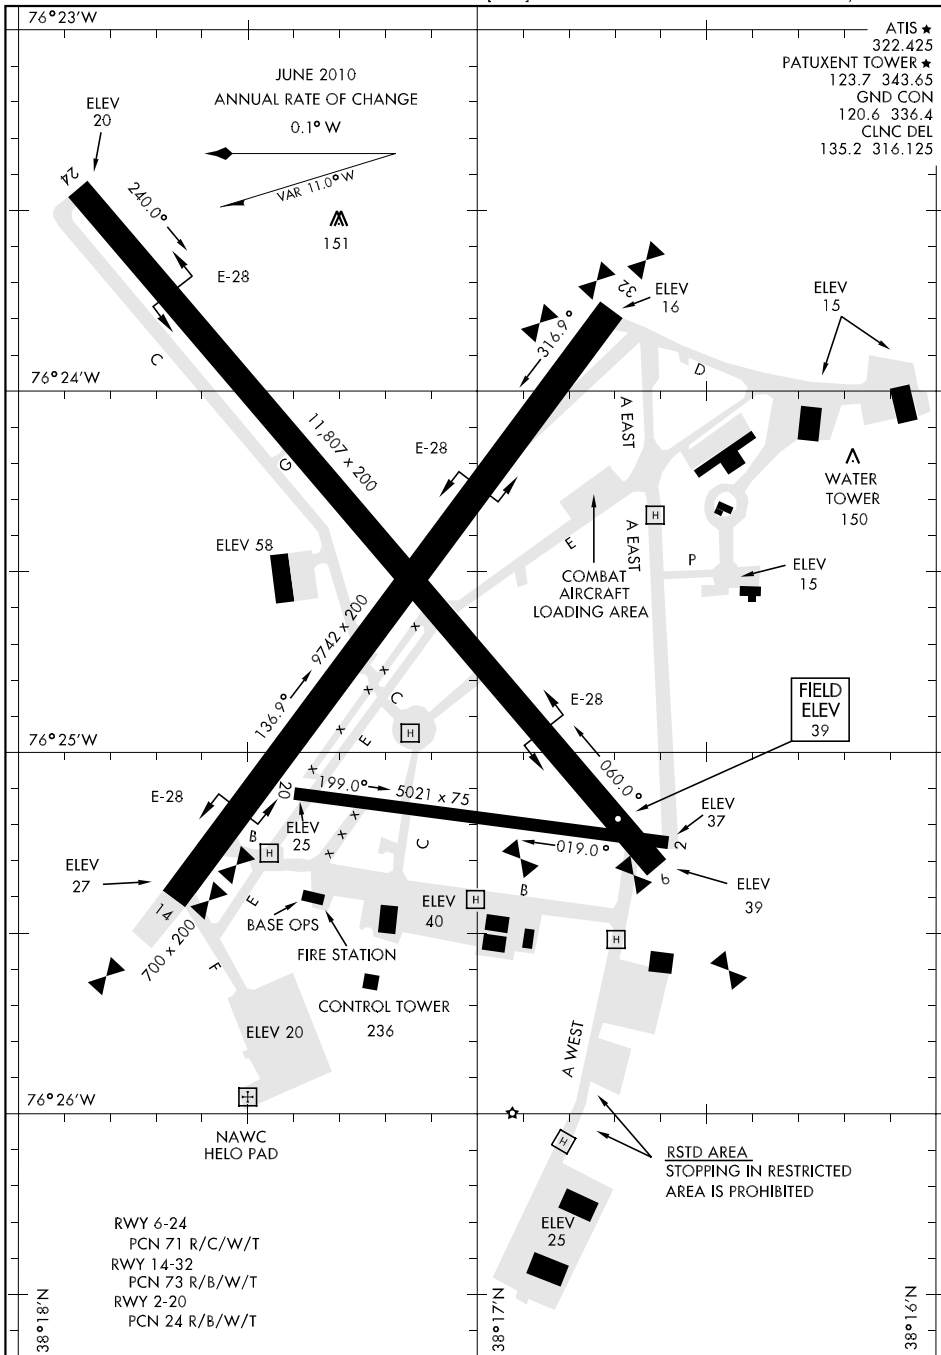 76°23'W
ATIS ★
322.425
PATUXENT TOWER ★
123.7 343.65
GND CON
120.6 336.4
CLNC DEL
135.2 316.125
JUNE 2010
ANNUAL RATE OF CHANGE
0.1° W
VAR 11.0° W
ELEV
20
24
240.0°
E-28
151
C
32
ELEV
16
316.9°
ELEV
15
76°24'W
D
11,807 x 200
E-28
A EAST
G
WATER
TOWER
150
H
A EAST
E
ELEV 58
COMBAT
AIRCRAFT
LOADING AREA
P
ELEV
15
9742 x 200
x
x
x
x
x
136.9°
C
E
H
E-28
FIELD
ELEV
39
76°25'W
060.0°
E-28
20
199.0°
5021 x 75
B
ELEV
25
x
x
x
C
019.0°
ELEV
37
2
H
ELEV
27
B
6
ELEV
39
14
E
BASE OPS
ELEV
40
H
H
700 x 200
F
FIRE STATION
CONTROL TOWER
236
ELEV 20
A WEST
76°26'W
NAWC
HELO PAD
H
RSTD AREA
STOPPING IN RESTRICTED
AREA IS PROHIBITED
ELEV
25
RWY 6-24
PCN 71 R/C/W/T
RWY 14-32
PCN 73 R/B/W/T
RWY 2-20
PCN 24 R/B/W/T
38°18'N
38°17'N
38°16'N